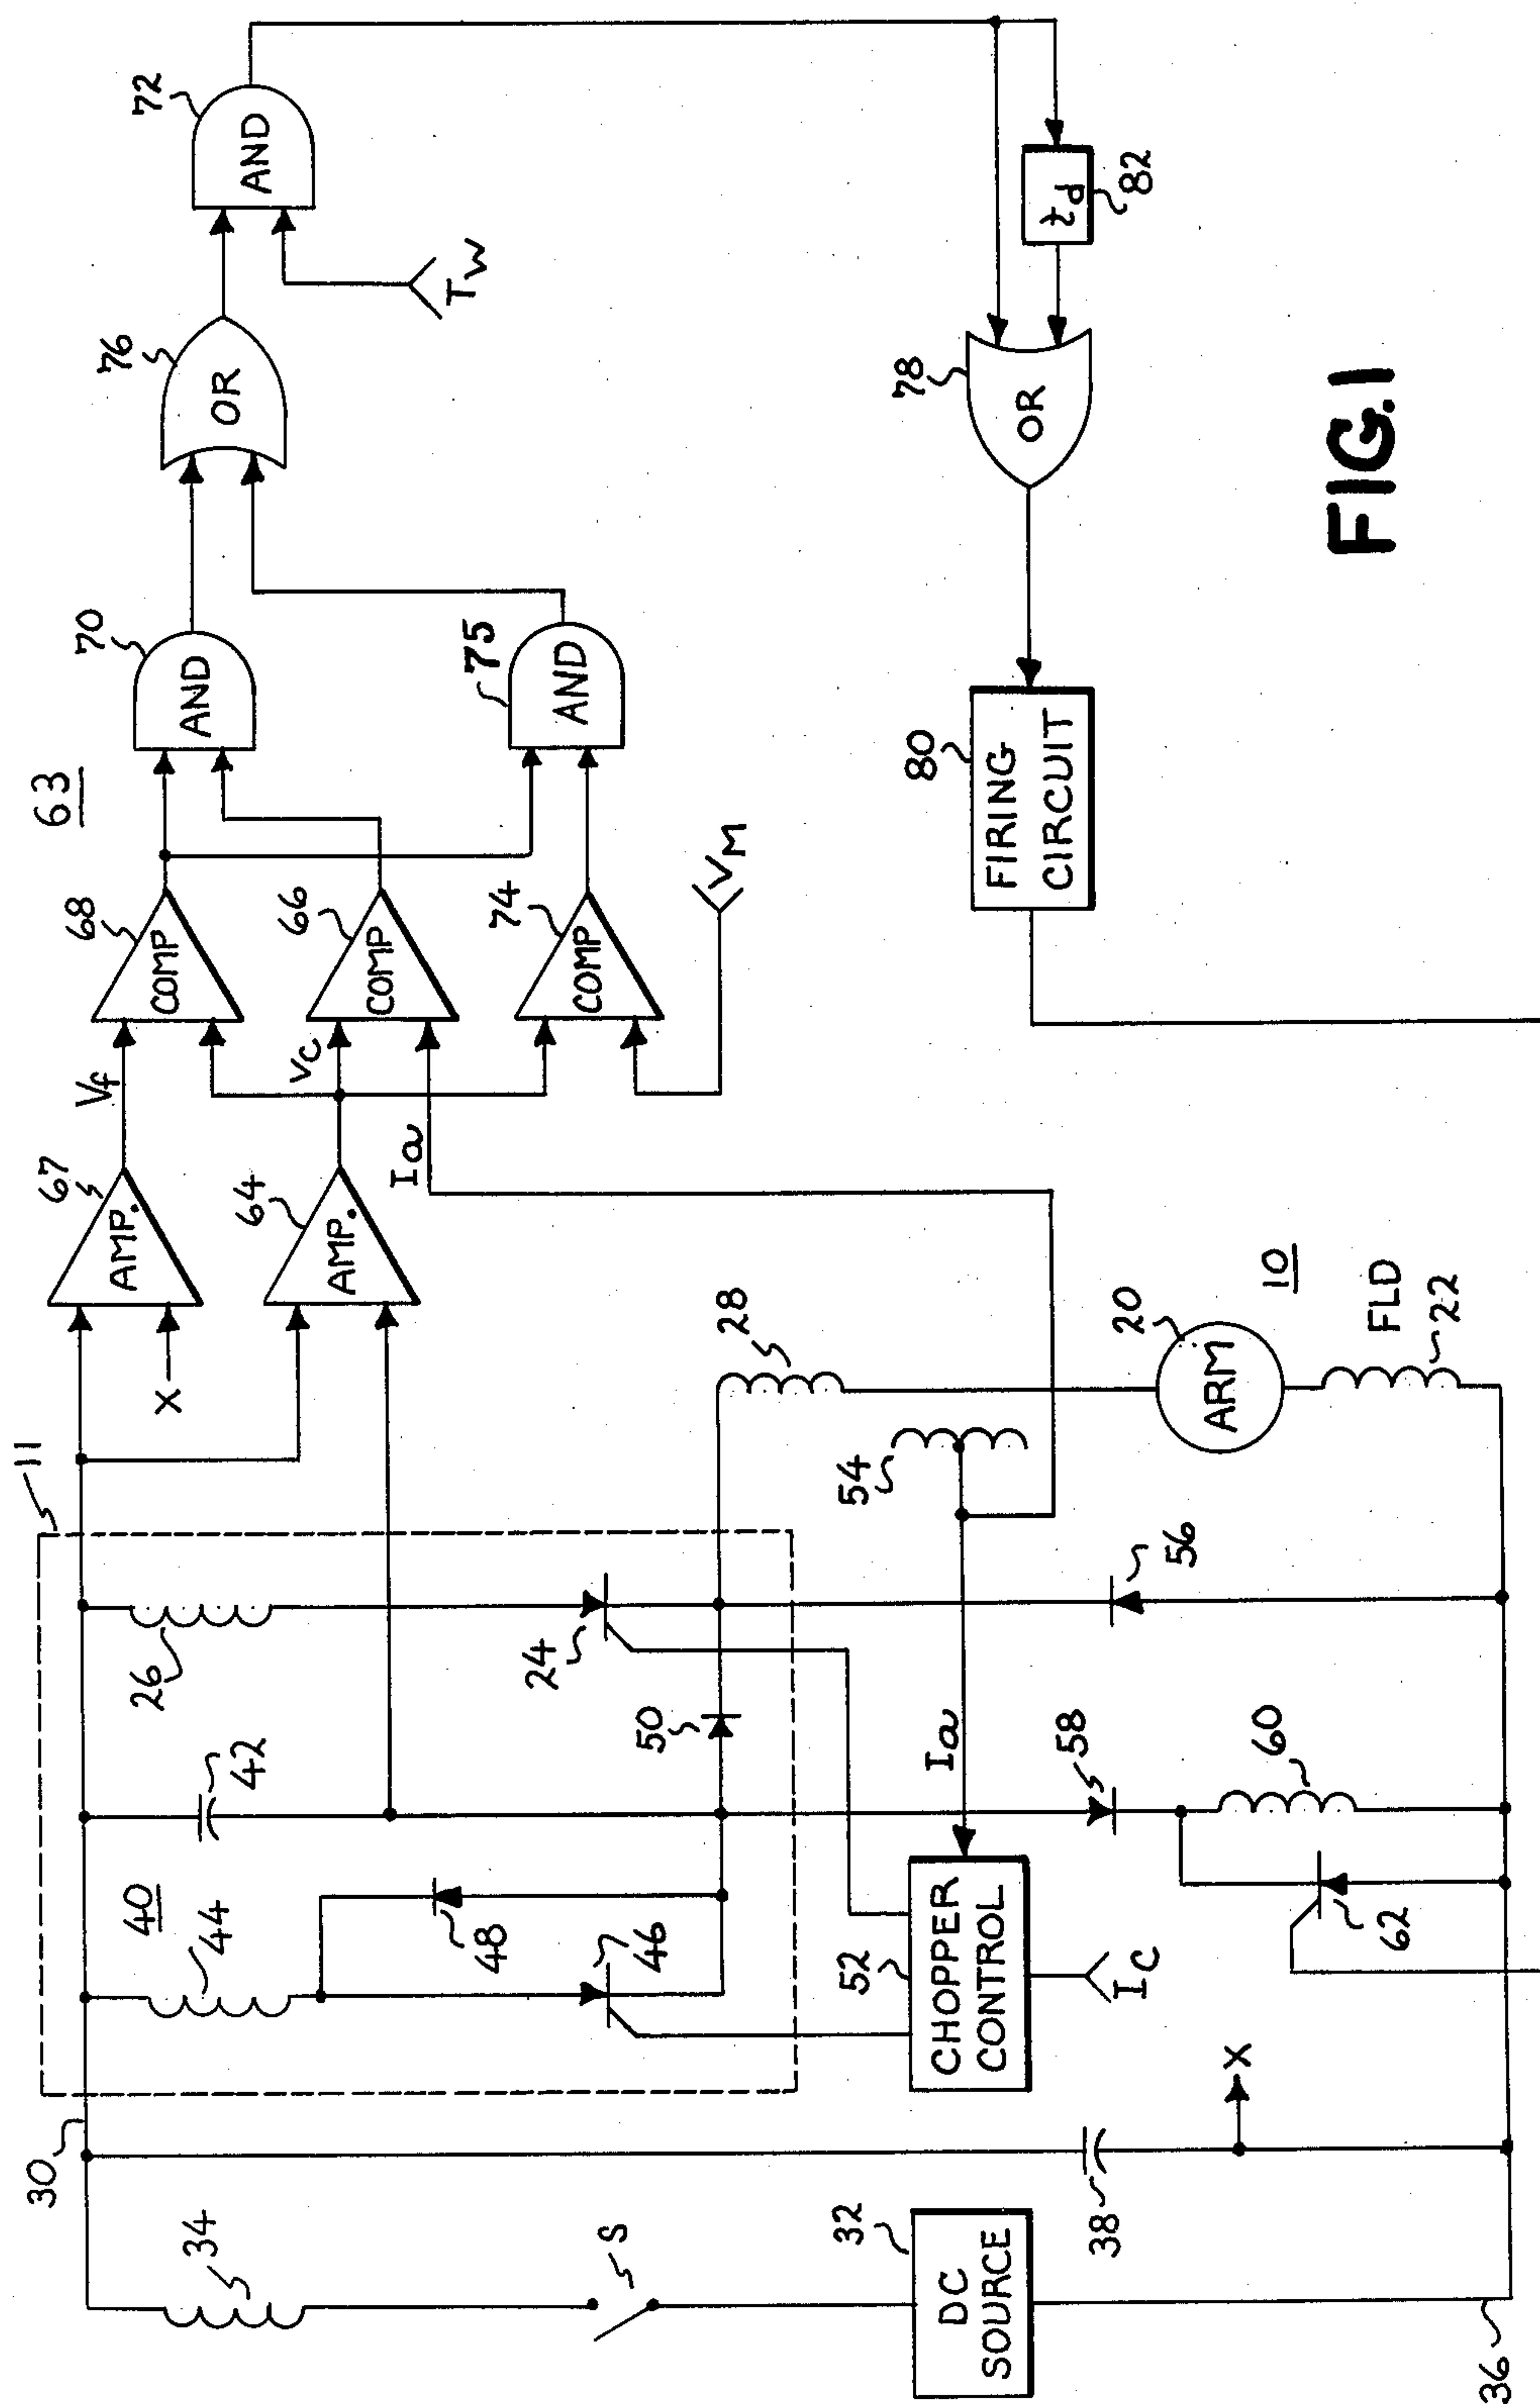 63
72
76
AND
OR
Tw
70
AND
75
AND
68
COMP
66
COMP
74
COMP
VM
Vf
Vc
Ia
67
AMP.
64
AMP.
X
78
OR
td
82
80
FIRING
CIRCUIT
11
28
54
20
ARM
10
FLD
22
26
24
42
50
40
44
48
46
56
58
60
62
Ia
52
CHOPPER
CONTROL
Ic
30
34
S
32
DC
SOURCE
38
X
36
FIG.1